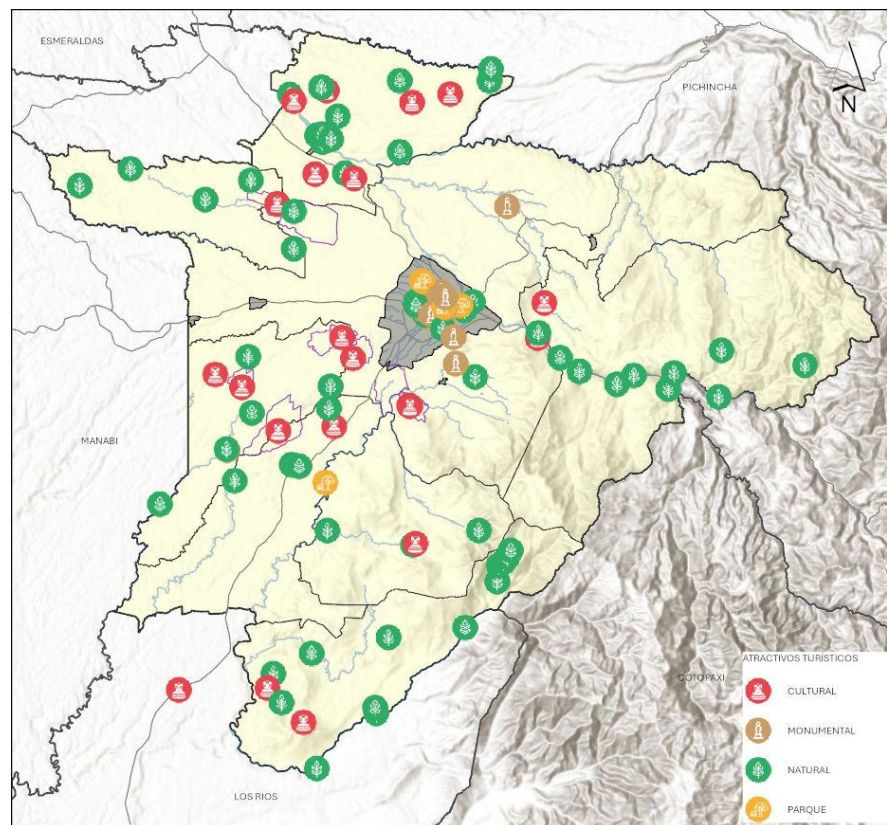 ESMERALDAS
PICHINCHA
N
MANABI
ATRACTIVOS TURÍSTICOS
COTOPAXI
CULTURAL
MONUMENTAL
NATURAL
LOS RIOS
PARQUE